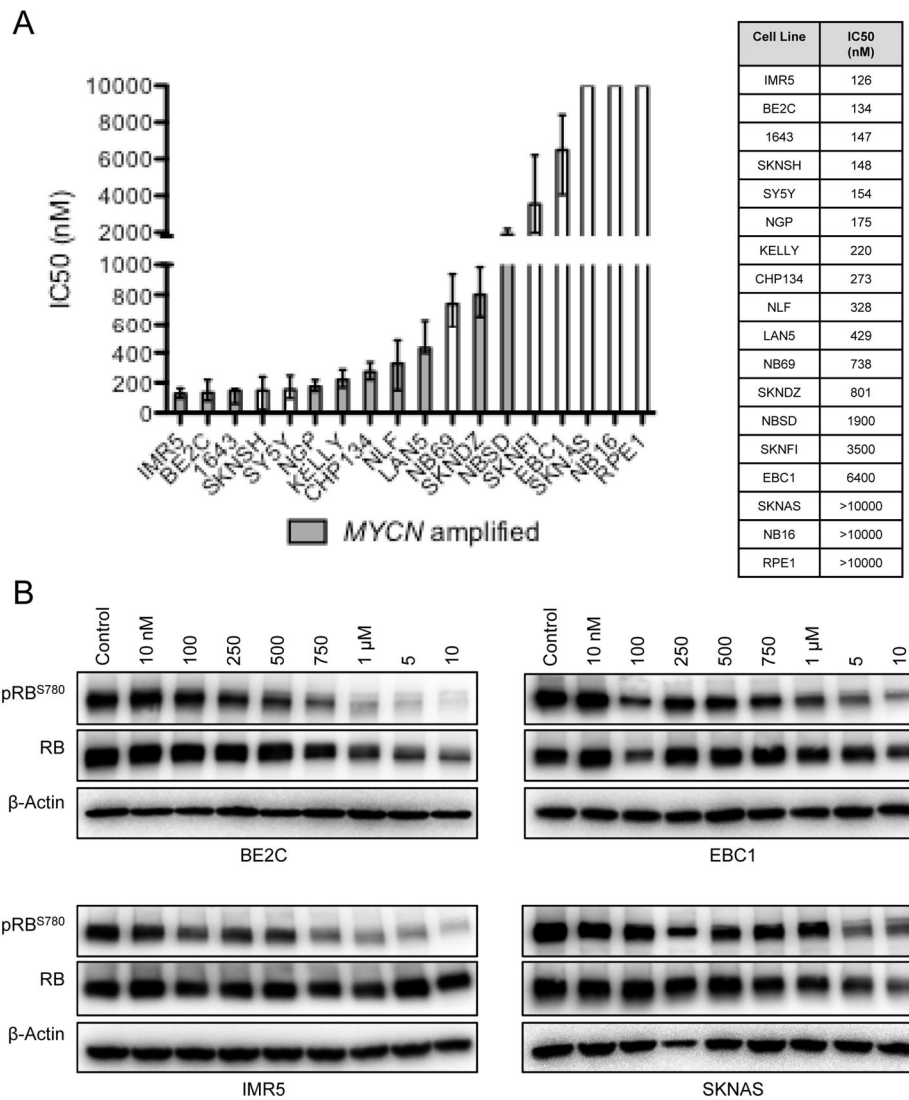 A
IC50 (nM)
10000
8000
6000
4000
2000
1000
800
600
400
200
0
IMR5
BE2C
1643
SKNSH
SY5Y
NGP
KELLY
CHP134
NLF
LAN5
NB69
SKNDZ
NBSD
SKNFI
EBC1
SKNAS
NB16
RPE1
MYCN amplified
Cell Line IC50 (nM)
IMR5 126
BE2C 134
1643 147
SKNSH 148
SY5Y 154
NGP 175
KELLY 220
CHP134 273
NLF 328
LAN5 429
NB69 738
SKNDZ 801
NBSD 1900
SKNFI 3500
EBC1 6400
SKNAS >10000
NB16 >10000
RPE1 >10000
B
Control 10 nM 100 250 500 750 1 µM 5 10
pRBS780
RB
β-Actin
BE2C
Control 10 nM 100 250 500 750 1 µM 5 10
EBC1
pRBS780
RB
β-Actin
IMR5
SKNAS